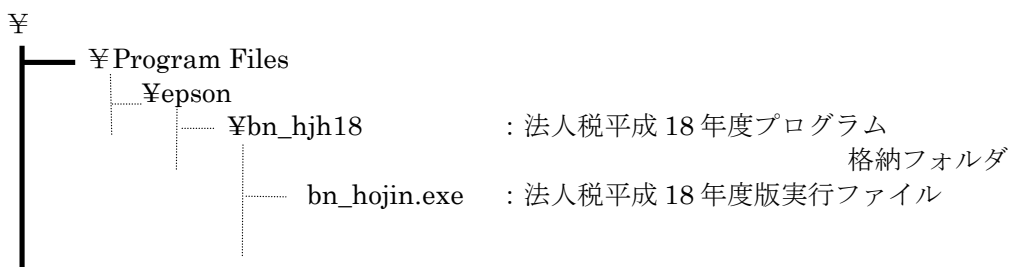 ¥
¥Program Files
¥epson
¥bn_hjh18 : 法人税平成 18 年度プログラム
格納フォルダ
bn_hojin.exe : 法人税平成 18 年度版実行ファイル